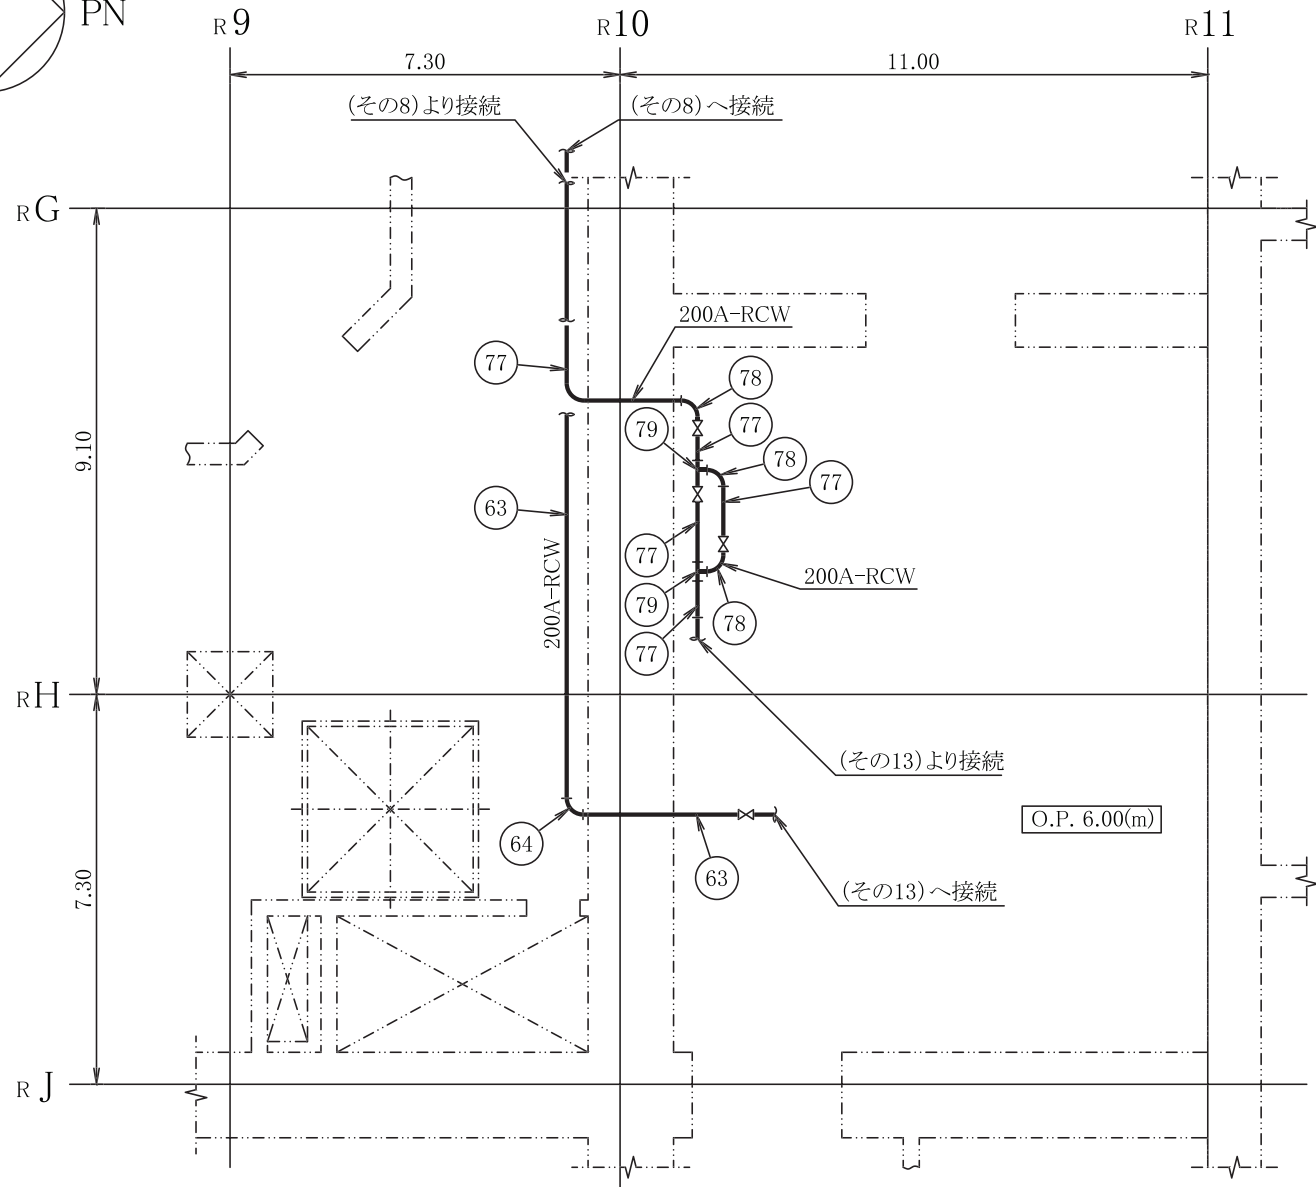 PN
R9
R10
R11
7.30
11.00
(その8)より接続
(その8)へ接続
RG
200A-RCW
77
78
79
77
78
77
9.10
63
200A-RCW
77
200A-RCW
79
78
77
RH
(その13)より接続
O.P. 6.00(m)
64
63
(その13)へ接続
7.30
RJ